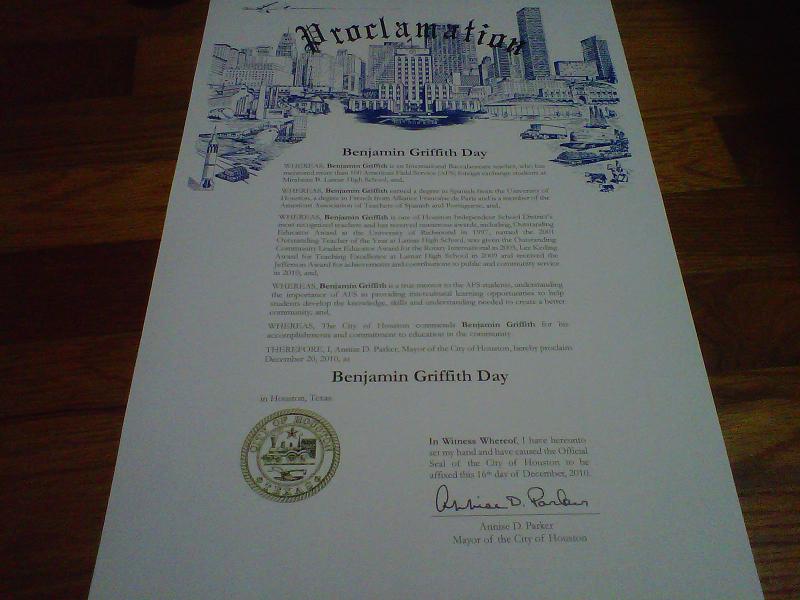 Proclamation
Benjamin Griffith Day
WHEREAS, Benjamin Griffith is an International Baccalaureate teacher, who has
mentored more than 100 American Field Service (AFS) foreign exchange students at
Mirabeau B. Lamar High School, and,
WHEREAS, Benjamin Griffith earned a degree in Spanish from the University of
Houston, a degree in French from Alliance Francaise de Paris and is a member of the
American Association of Teachers of Spanish and Portuguese, and,
WHEREAS, Benjamin Griffith is one of Houston Independent School District's
most recognized teachers and has received numerous awards, including, Outstanding
Educator Award at the University of Richmond in 1997, named the 2001
Outstanding Teacher of the Year at Lamar High School, was given the Outstanding
Community Leader Educator Award for the Rotary International in 2005, Lee Keding
Award for Teaching Excellence at Lamar High School in 2009 and received the
Jefferson Award for achievements and contributions to public and community service
in 2010, and,
WHEREAS, Benjamin Griffith is a true mentor to the AFS students, understanding
the importance of AFS in providing intercultural learning opportunities to help
students develop the knowledge, skills and understanding needed to create a better
community; and,
WHEREAS, The City of Houston commends Benjamin Griffith for his
accomplishments and commitment to education in the community
THEREFORE, I, Annise D. Parker, Mayor of the City of Houston, hereby proclaim
December 20, 2010, as
Benjamin Griffith Day
in Houston, Texas
CITY OF HOUSTON
TEXAS
In Witness Whereof, I have hereunto
set my hand and have caused the Official
Seal of the City of Houston to be
affixed this 16th day of December, 2010.
Annise D. Parker
Annise D. Parker
Mayor of the City of Houston